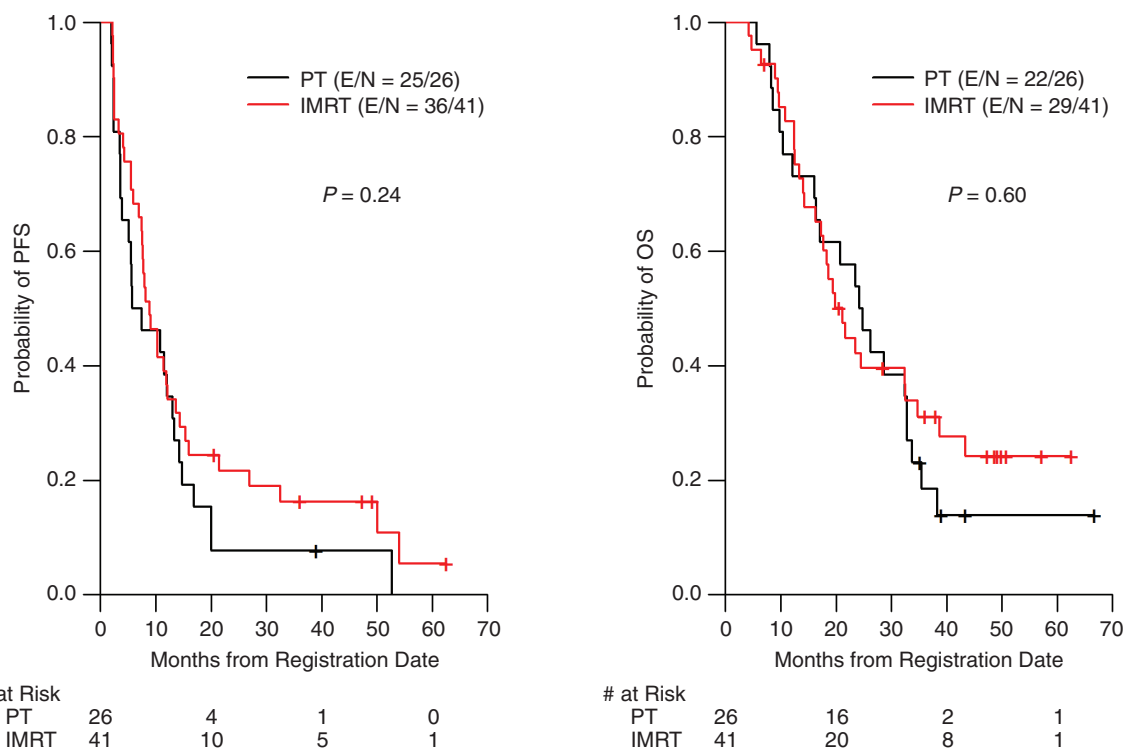 1.0
0.8
0.6
0.4
0.2
0.0
Probability of PFS
PT (E/N = 25/26)
IMRT (E/N = 36/41)
P = 0.24
0 10 20 30 40 50 60 70
Months from Registration Date
at Risk
PT 26 4 1 0
IMRT 41 10 5 1
1.0
0.8
0.6
0.4
0.2
0.0
Probability of OS
PT (E/N = 22/26)
IMRT (E/N = 29/41)
P = 0.60
0 10 20 30 40 50 60 70
Months from Registration Date
# at Risk
PT 26 16 2 1
IMRT 41 20 8 1